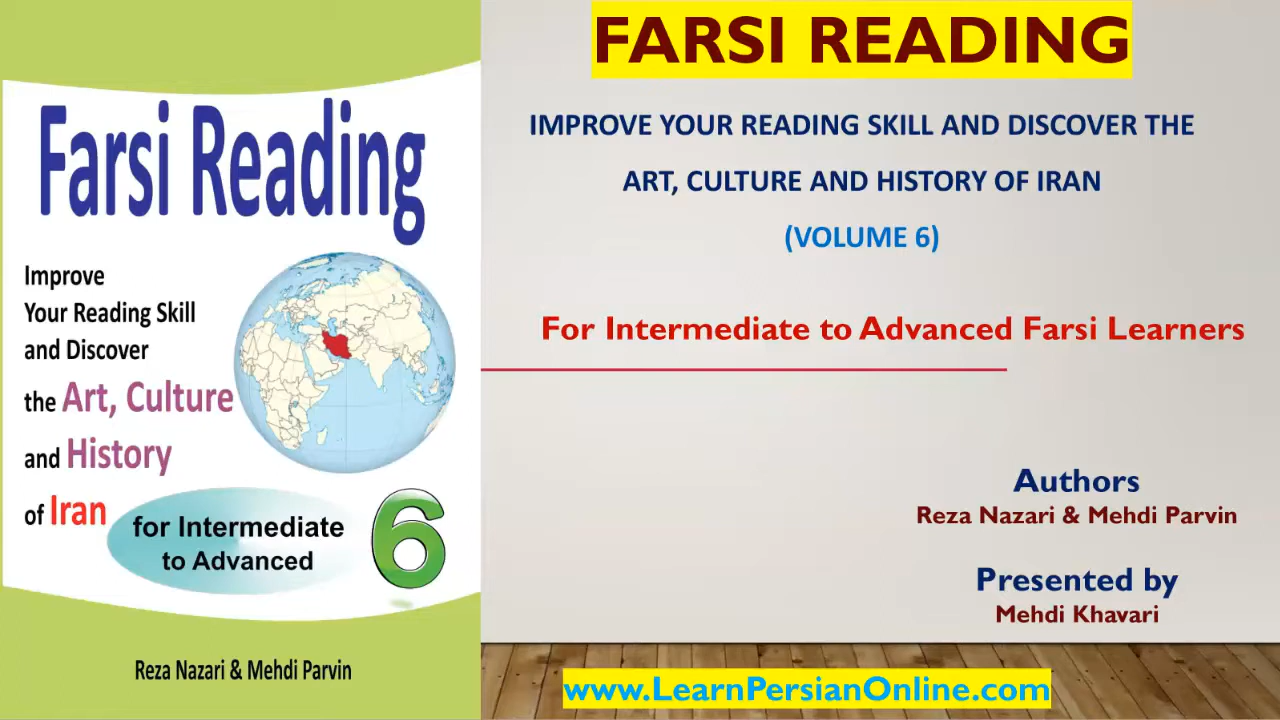 Farsi Reading
Improve
Your Reading Skill
and Discover
the Art, Culture
and History
of Iran
for Intermediate
to Advanced
6
Reza Nazari & Mehdi Parvin
FARSI READING
IMPROVE YOUR READING SKILL AND DISCOVER THE
ART, CULTURE AND HISTORY OF IRAN
(VOLUME 6)
For Intermediate to Advanced Farsi Learners
Authors
Reza Nazari & Mehdi Parvin
Presented by
Mehdi Khavari
www.LearnPersianOnline.com